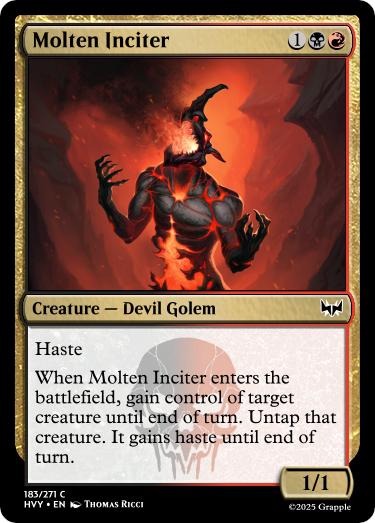 Molten Inciter 1
Creature — Devil Golem
Haste
When Molten Inciter enters the
battlefield, gain control of target
creature until end of turn. Untap that
creature. It gains haste until end of
turn.
1/1
183/271 C
HVY • EN Thomas Ricci
©2025 Grapple